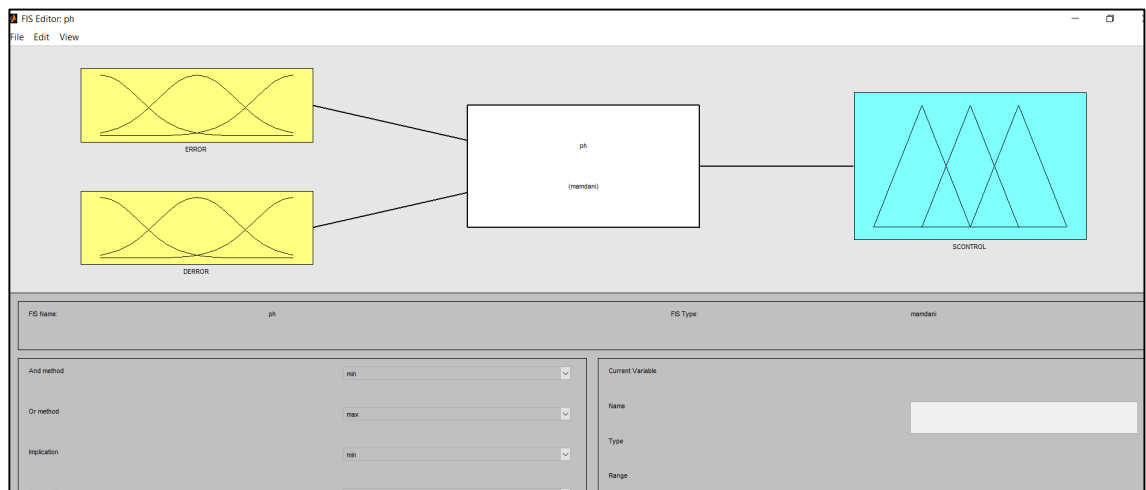 FIS Editor: ph
File Edit View
ERROR
DERROR
ph
(mamdani)
SCONTROL
FIS Name: ph FIS Type: mamdani
And method min
Or method max
Implication min
Current Variable
Name
Type
Range